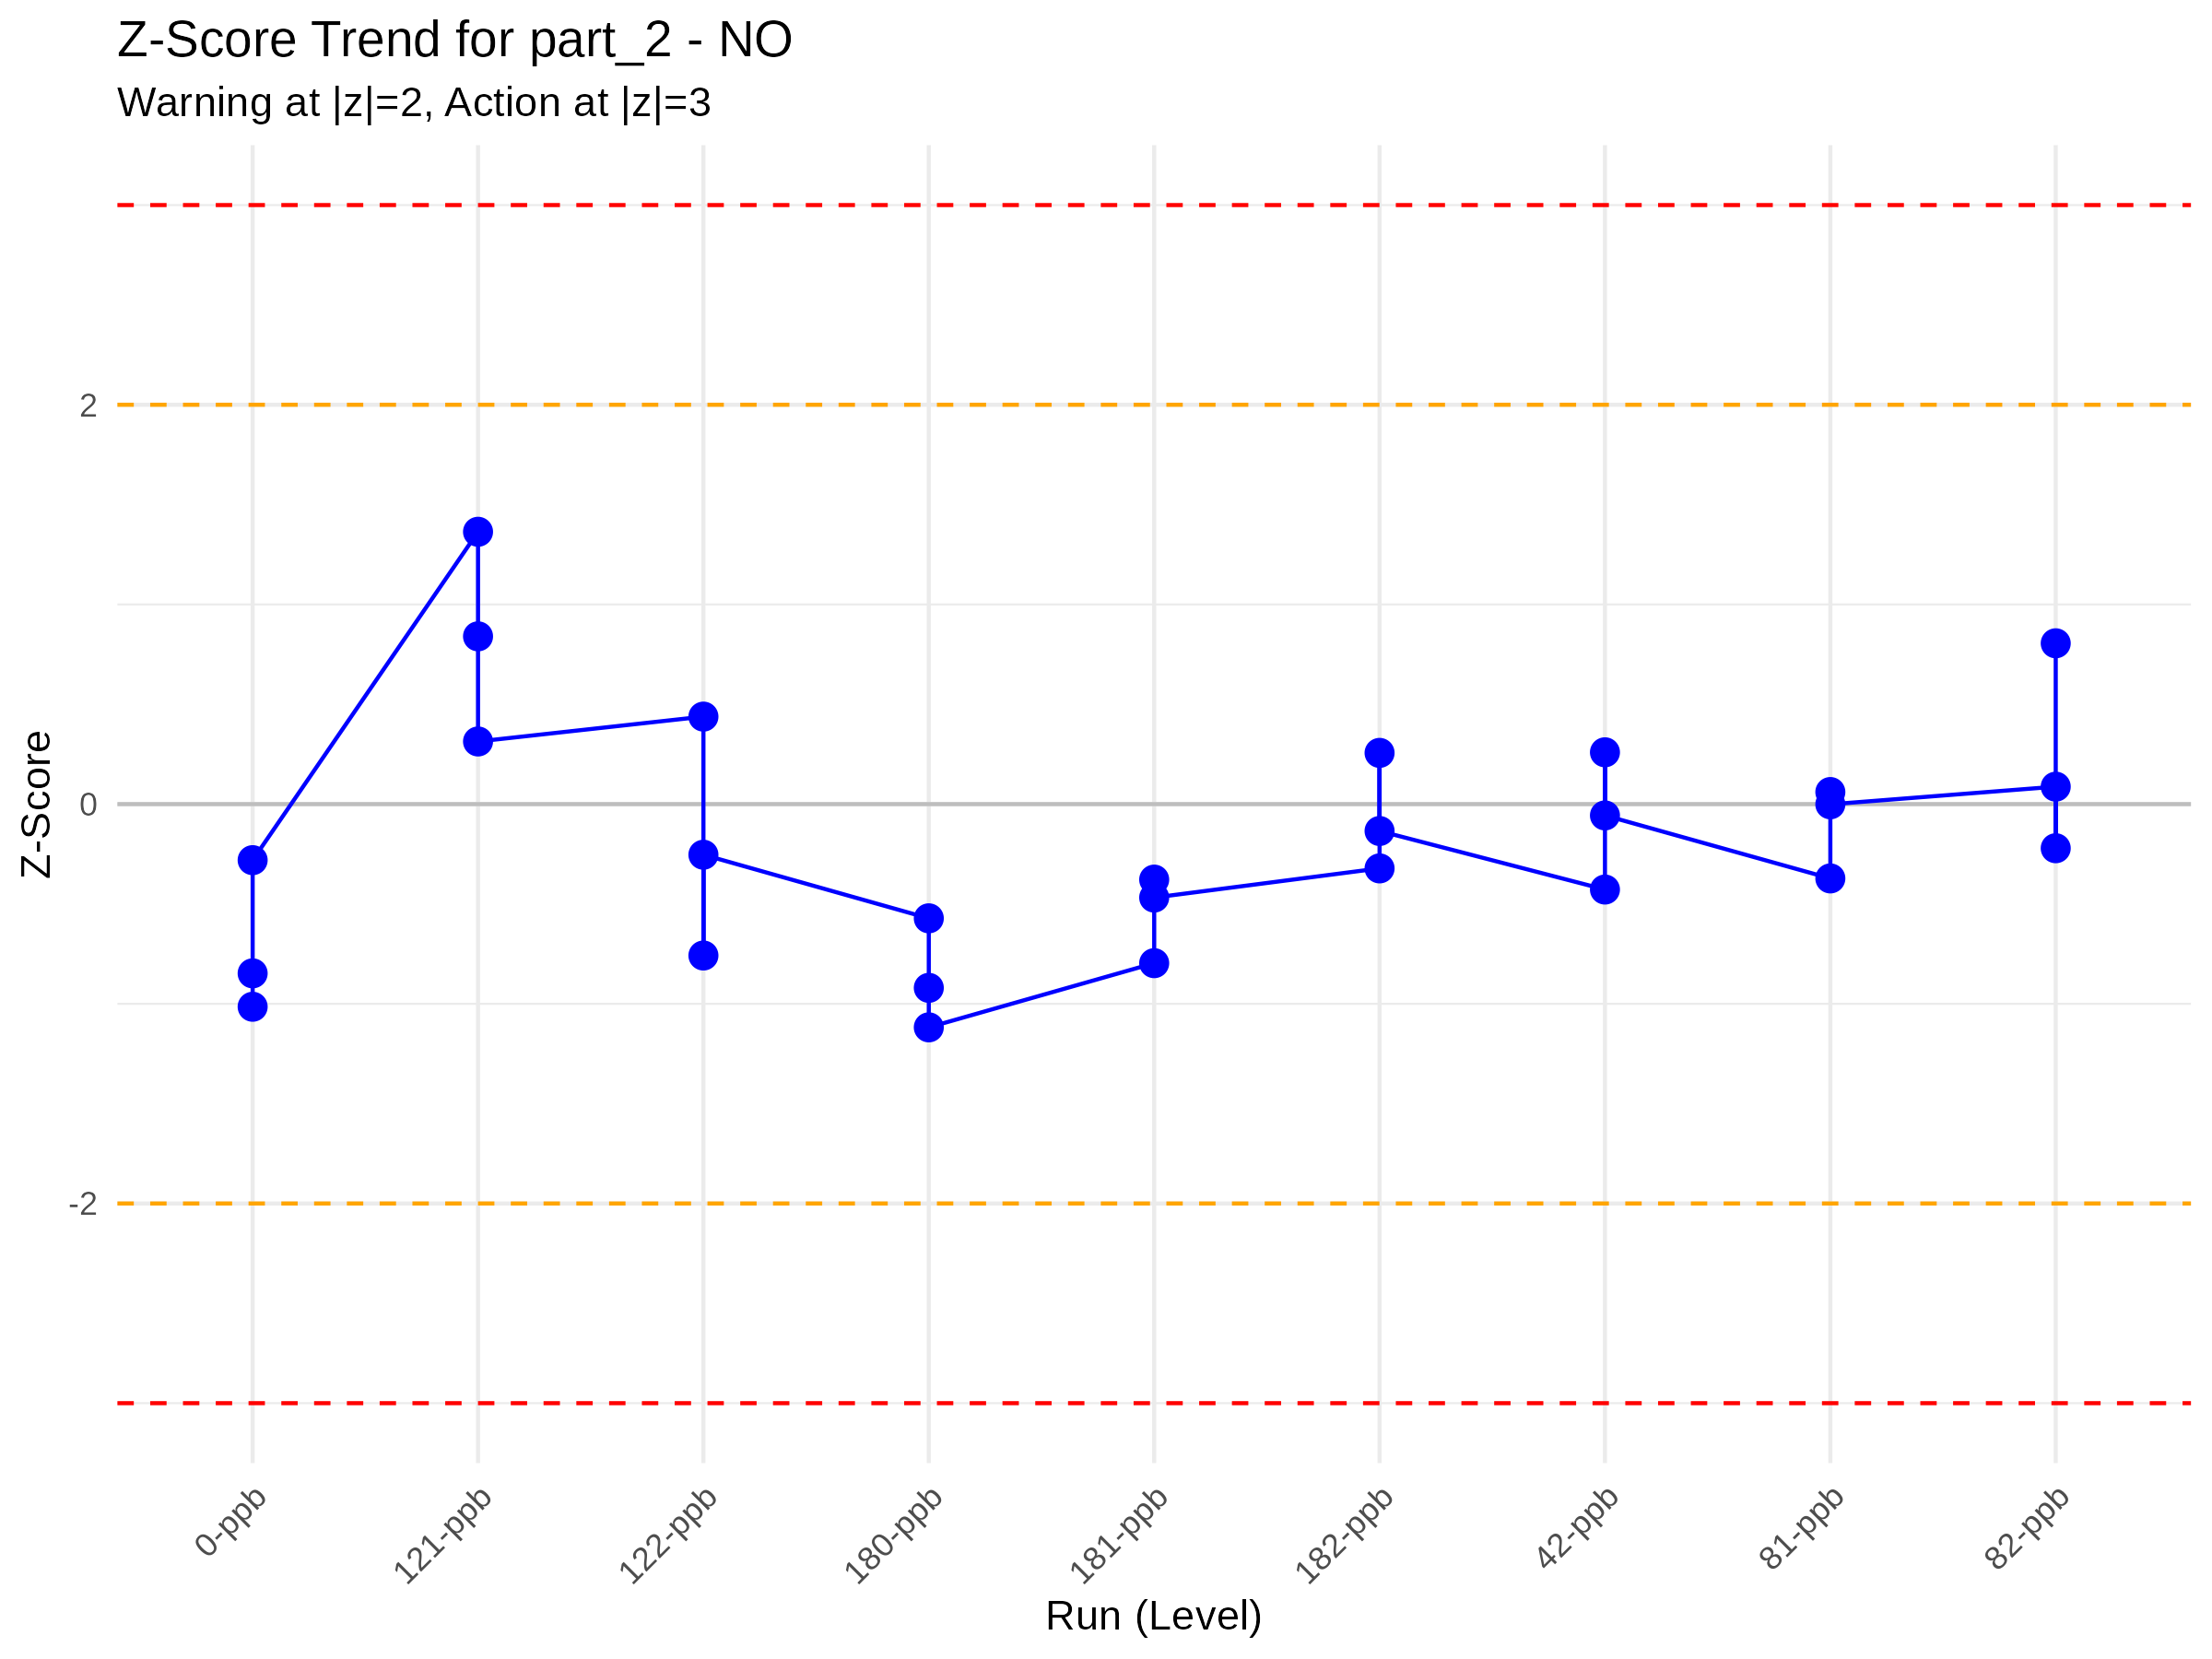 Z-Score Trend for part_2 - NO
Warning at |z|=2, Action at |z|=3
Z-Score
2
0
-2
0-ppb
121-ppb
122-ppb
180-ppb
181-ppb
182-ppb
42-ppb
81-ppb
82-ppb
Run (Level)